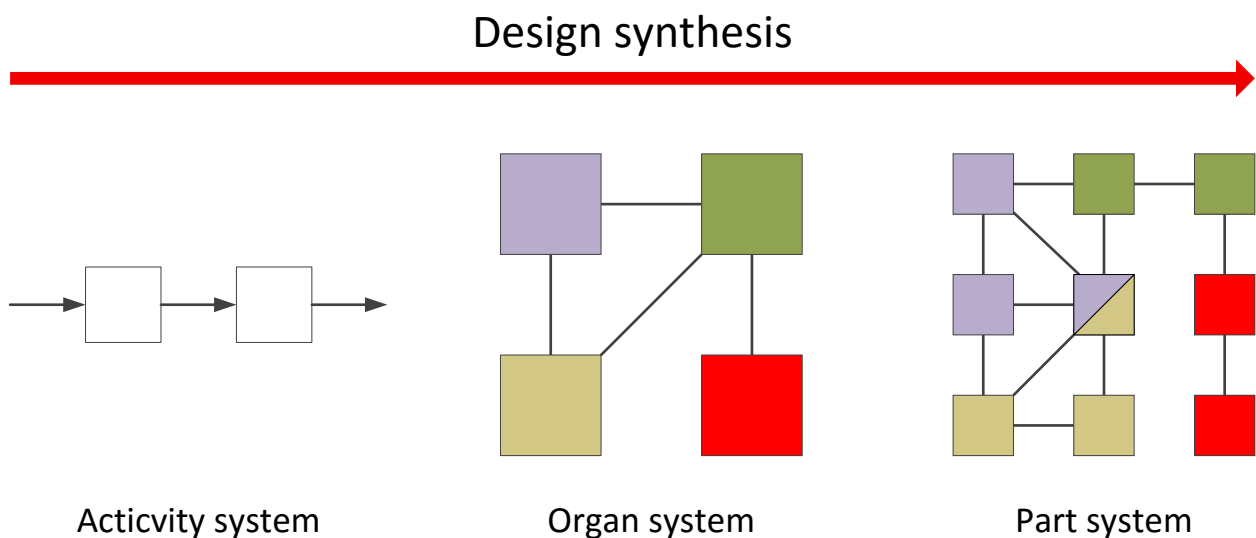 Design synthesis
Acticvity system
Organ system
Part system